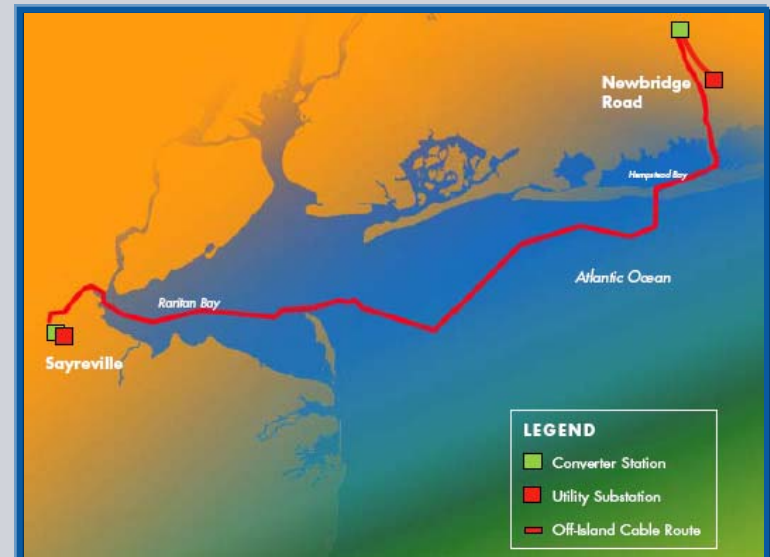 Newbridge
Road
Hempstead Bay
Atlantic Ocean
Raritan Bay
Sayreville
LEGEND
Converter Station
Utility Substation
Off-Island Cable Route